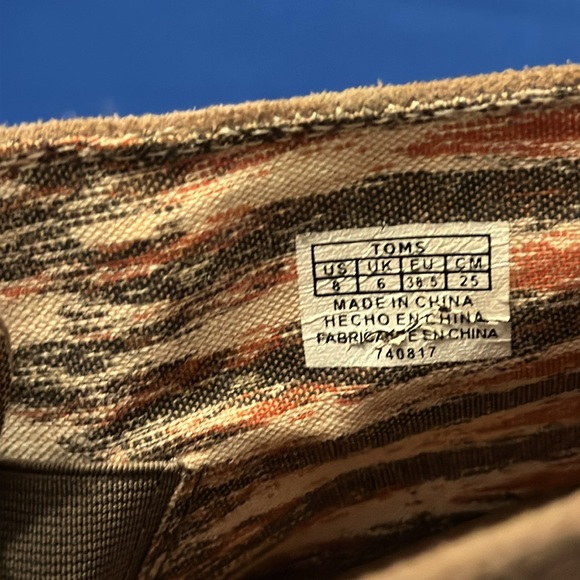 TOMS
US UK EU CM
8 6 38.5 25
MADE IN CHINA
HECHO EN CHINA
FABRICA E EN CHINA
740817